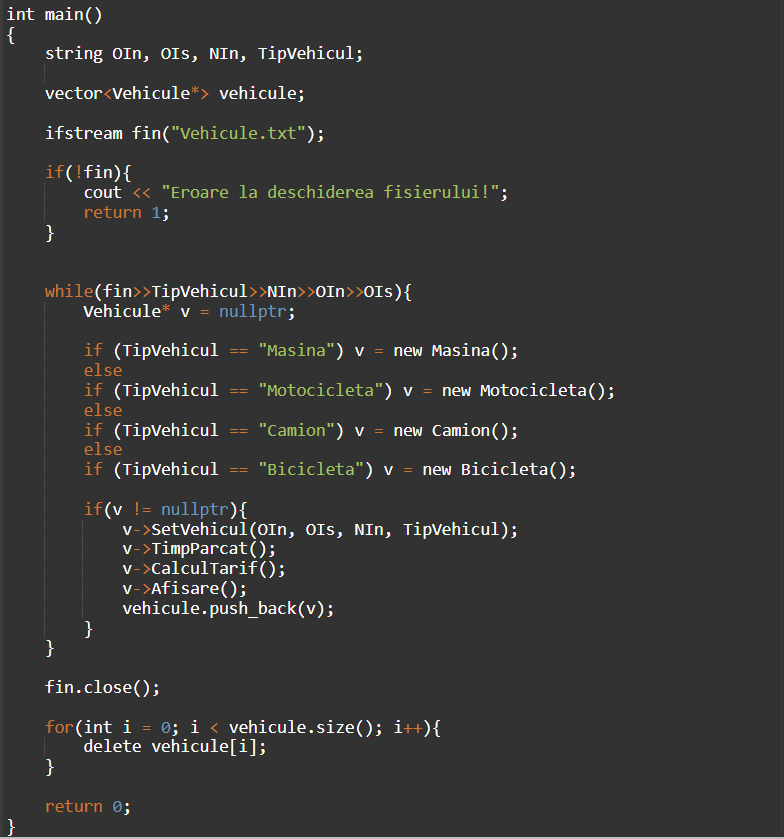 int main()
{
    string OIn, OIs, NIn, TipVehicul;
    vector<Vehicule*> vehicule;
    ifstream fin("Vehicule.txt");
    if(!fin){
        cout << "Eroare la deschiderea fisierului!";
        return 1;
    }
    while(fin>>TipVehicul>>NIn>>OIn>>OIs){
        Vehicule* v = nullptr;
        if (TipVehicul == "Masina") v = new Masina();
        else
        if (TipVehicul == "Motocicleta") v = new Motocicleta();
        else
        if (TipVehicul == "Camion") v = new Camion();
        else
        if (TipVehicul == "Bicicleta") v = new Bicicleta();
        if(v != nullptr){
            v->SetVehicul(OIn, OIs, NIn, TipVehicul);
            v->TimpParcat();
            v->CalculTarif();
            v->Afisare();
            vehicule.push_back(v);
        }
    }
    fin.close();
    for(int i = 0; i < vehicule.size(); i++){
        delete vehicule[i];
    }
    return 0;
}